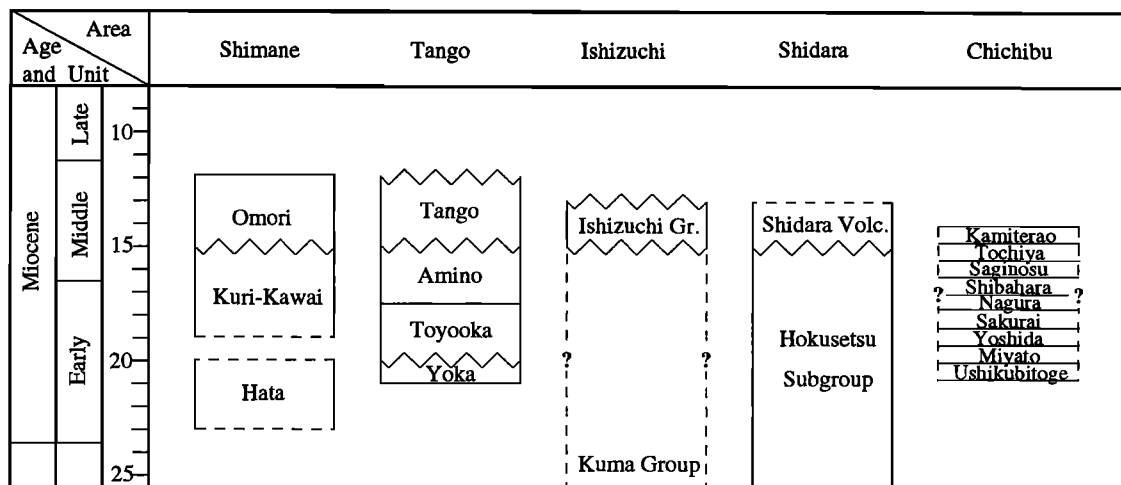 Area
Age
and Unit
Shimane
Tango
Ishizuchi
Shidara
Chichibu
Miocene
Late
Middle
Early
10
15
20
25
Omori
Kuri-Kawai
Hata
Tango
Amino
Toyooka
Yoka
Ishizuchi Gr.
?
?
Kuma Group
Shidara Volc.
Hokusetsu
Subgroup
Kamiterao
Tochiya
Saginosu
Shibahara
?
?
Nagura
Sakurai
Yoshida
Miyato
Ushikubitoge